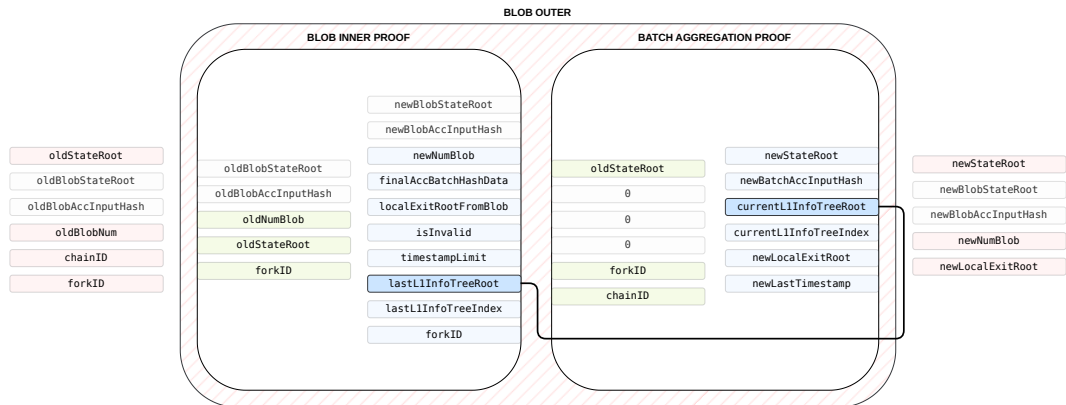 BLOB OUTER
BLOB INNER PROOF
BATCH AGGREGATION PROOF
oldStateRoot
oldBlobStateRoot
oldBlobAccInputHash
oldBlobNum
chainID
forkID
oldBlobStateRoot
oldBlobAccInputHash
oldNumBlob
oldStateRoot
forkID
newBlobStateRoot
newBlobAccInputHash
newNumBlob
finalAccBatchHashData
localExitRootFromBlob
isInvalid
timestampLimit
lastL1InfoTreeRoot
lastL1InfoTreeIndex
forkID
oldStateRoot
0
0
0
forkID
chainID
newStateRoot
newBatchAccInputHash
currentL1InfoTreeRoot
currentL1InfoTreeIndex
newLocalExitRoot
newLastTimestamp
newStateRoot
newBlobStateRoot
newBlobAccInputHash
newNumBlob
newLocalExitRoot